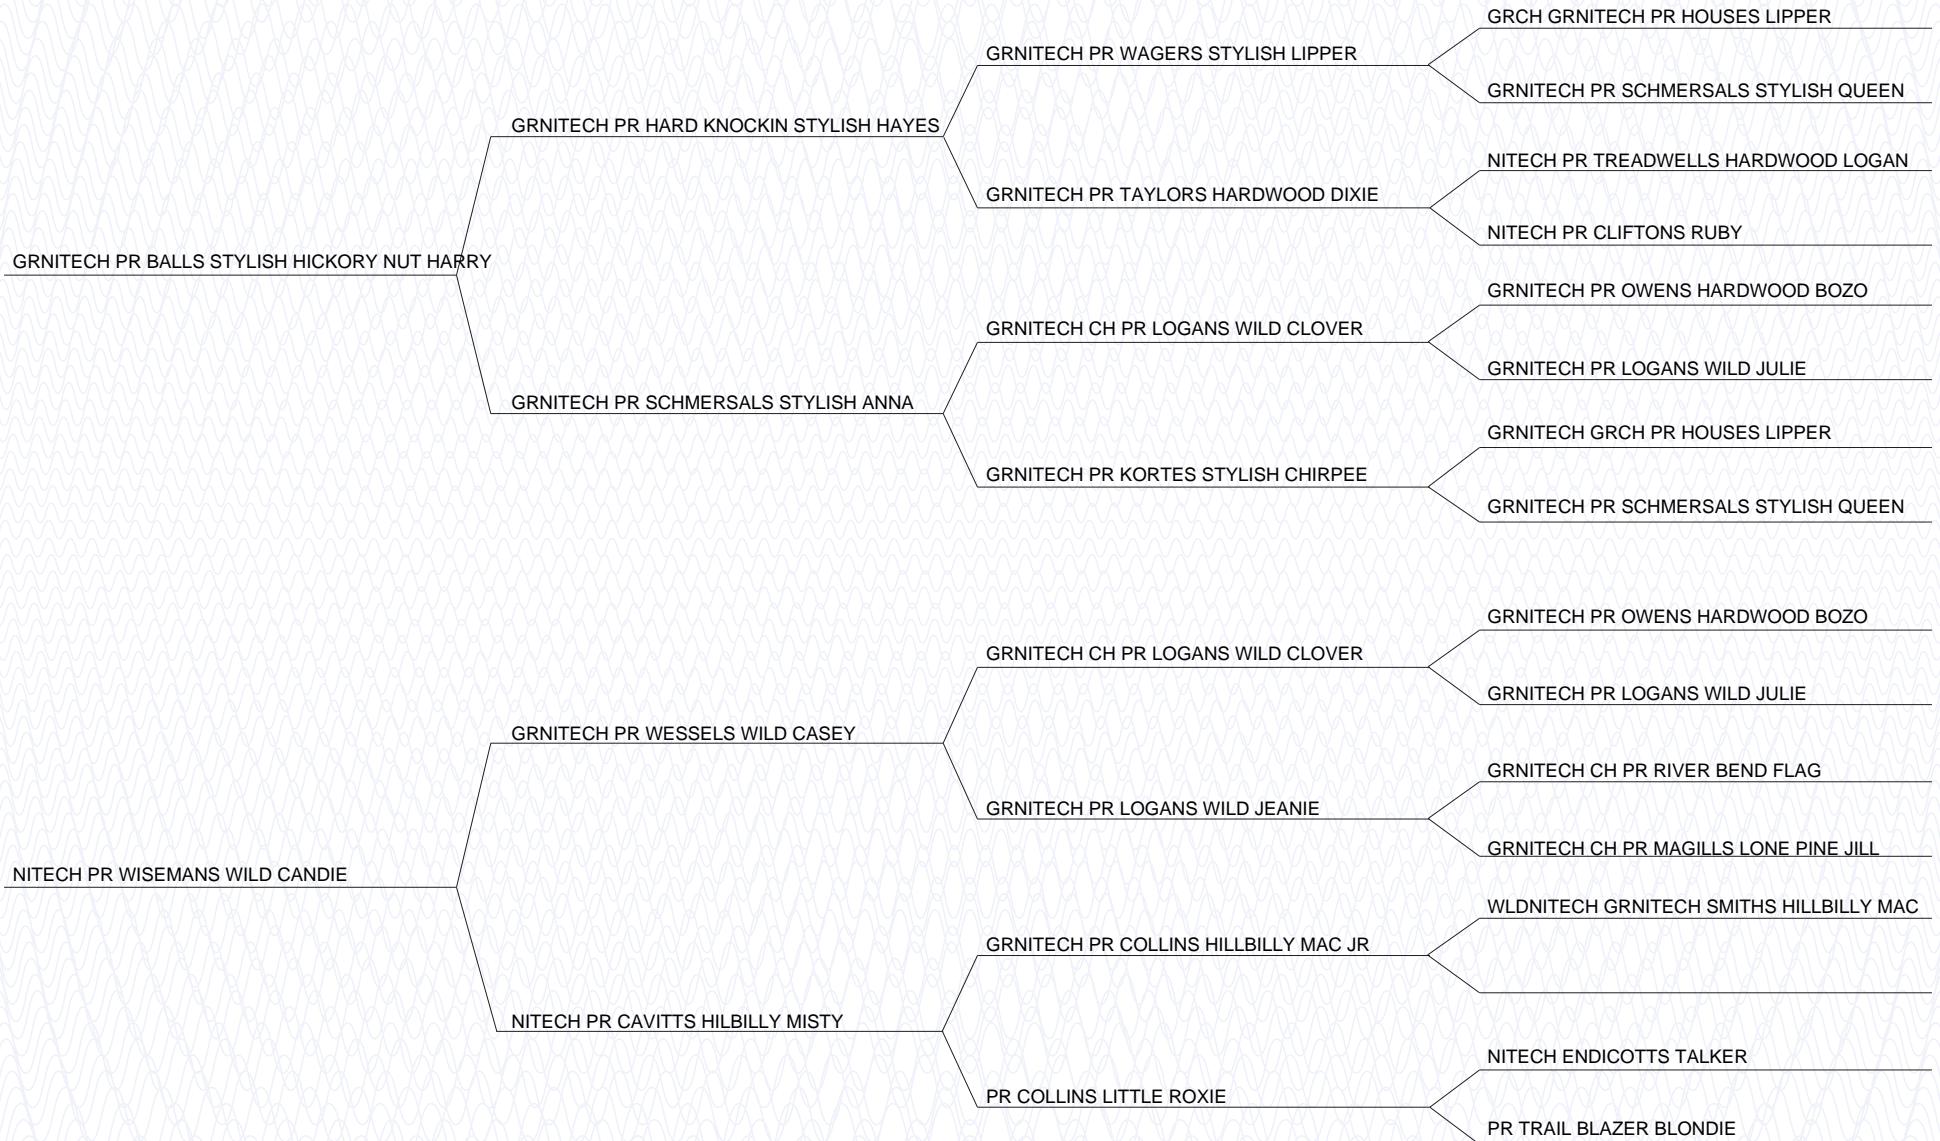 GRCH GRNITECH PR HOUSES LIPPER
GRNITECH PR WAGERS STYLISH LIPPER
GRNITECH PR SCHMERSALS STYLISH QUEEN
GRNITECH PR HARD KNOCKIN STYLISH HAYES
NITECH PR TREADWELLS HARDWOOD LOGAN
GRNITECH PR TAYLORS HARDWOOD DIXIE
NITECH PR CLIFTONS RUBY
GRNITECH PR BALLS STYLISH HICKORY NUT HARRY
GRNITECH PR OWENS HARDWOOD BOZO
GRNITECH CH PR LOGANS WILD CLOVER
GRNITECH PR LOGANS WILD JULIE
GRNITECH PR SCHMERSALS STYLISH ANNA
GRNITECH GRCH PR HOUSES LIPPER
GRNITECH PR KORTES STYLISH CHIRPEE
GRNITECH PR SCHMERSALS STYLISH QUEEN
GRNITECH PR OWENS HARDWOOD BOZO
GRNITECH CH PR LOGANS WILD CLOVER
GRNITECH PR LOGANS WILD JULIE
GRNITECH PR WESSELS WILD CASEY
GRNITECH CH PR RIVER BEND FLAG
GRNITECH PR LOGANS WILD JEANIE
GRNITECH CH PR MAGILLS LONE PINE JILL
NITECH PR WISEMANS WILD CANDIE
WLDNITECH GRNITECH SMITHS HILLBILLY MAC
GRNITECH PR COLLINS HILLBILLY MAC JR
NITECH PR CAVITTS HILBILLY MISTY
NITECH ENDICOTTS TALKER
PR COLLINS LITTLE ROXIE
PR TRAIL BLAZER BLONDIE